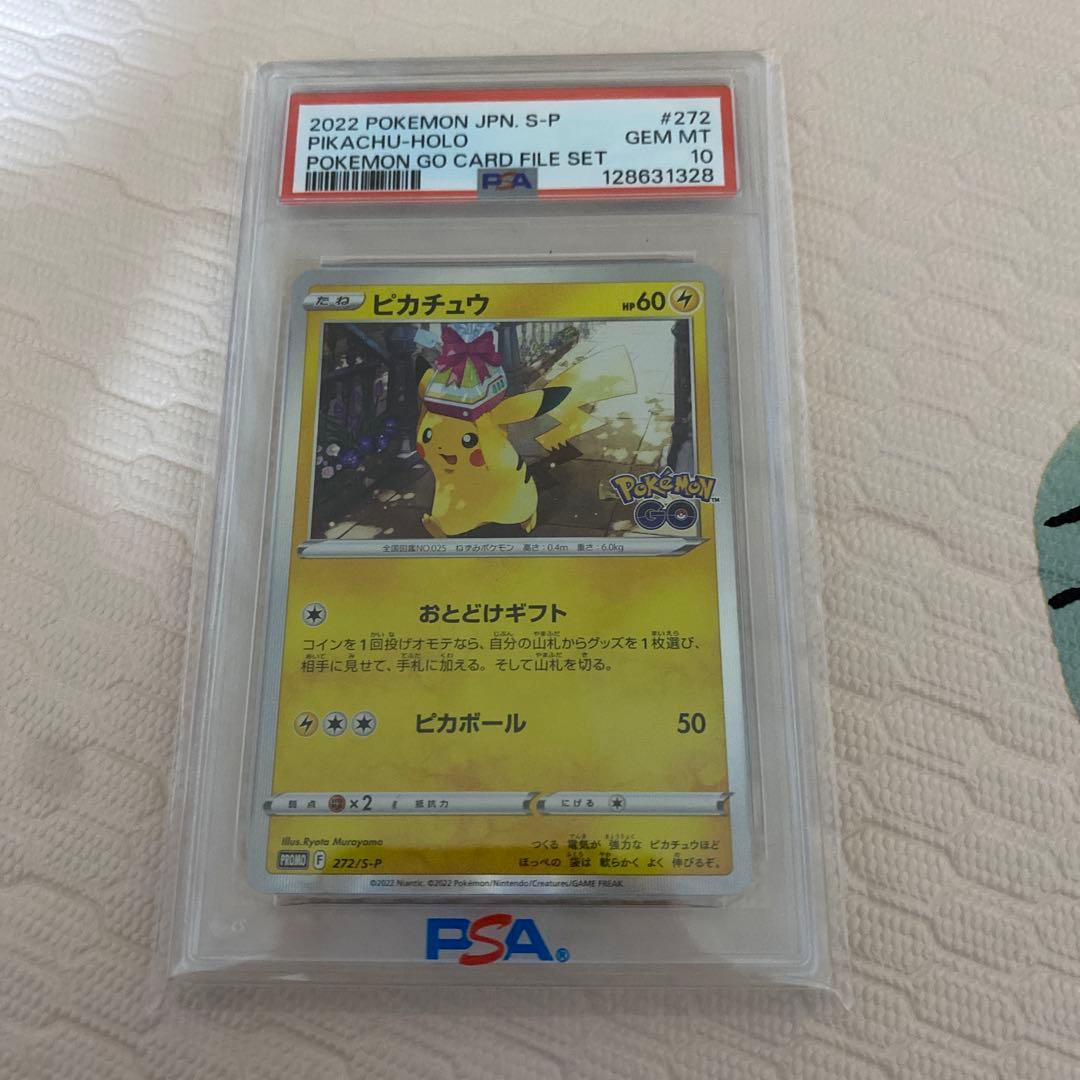 2022 POKEMON JPN. S-P #272
PIKACHU-HOLO GEM MT
POKEMON GO CARD FILE SET 10
PSA 128631328
たね ピカチュウ HP60
Pokémon
GO
全国図鑑NO.025 ねずみポケモン 高さ:0.4m 重さ:6.0kg
おとどけギフト
コインを1回投げオモテなら、自分の山札からグッズを1枚選び、
相手に見せて、手札に加える。そして山札を切る。
ピカボール 50
弱点 ×2 抵抗力 にげる
Illus.Ryota Murayama
つくる 電気が 強力な ピカチュウほど
ほっぺの 袋は 軟らかく よく 伸びるぞ。
PROMO F 272/S-P
©2022 Niantic. ©2022 Pokémon/Nintendo/Creatures/GAME FREAK
PSA®